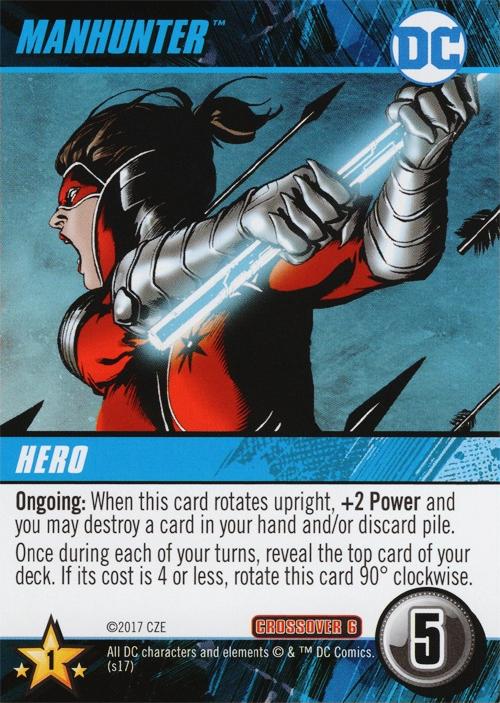 MANHUNTER™
DC
HERO
Ongoing: When this card rotates upright, +2 Power and
you may destroy a card in your hand and/or discard pile.
Once during each of your turns, reveal the top card of your
deck. If its cost is 4 or less, rotate this card 90° clockwise.
©2017 CZE
CROSSOVER 6
1
All DC characters and elements © & ™ DC Comics.
(s17)
5